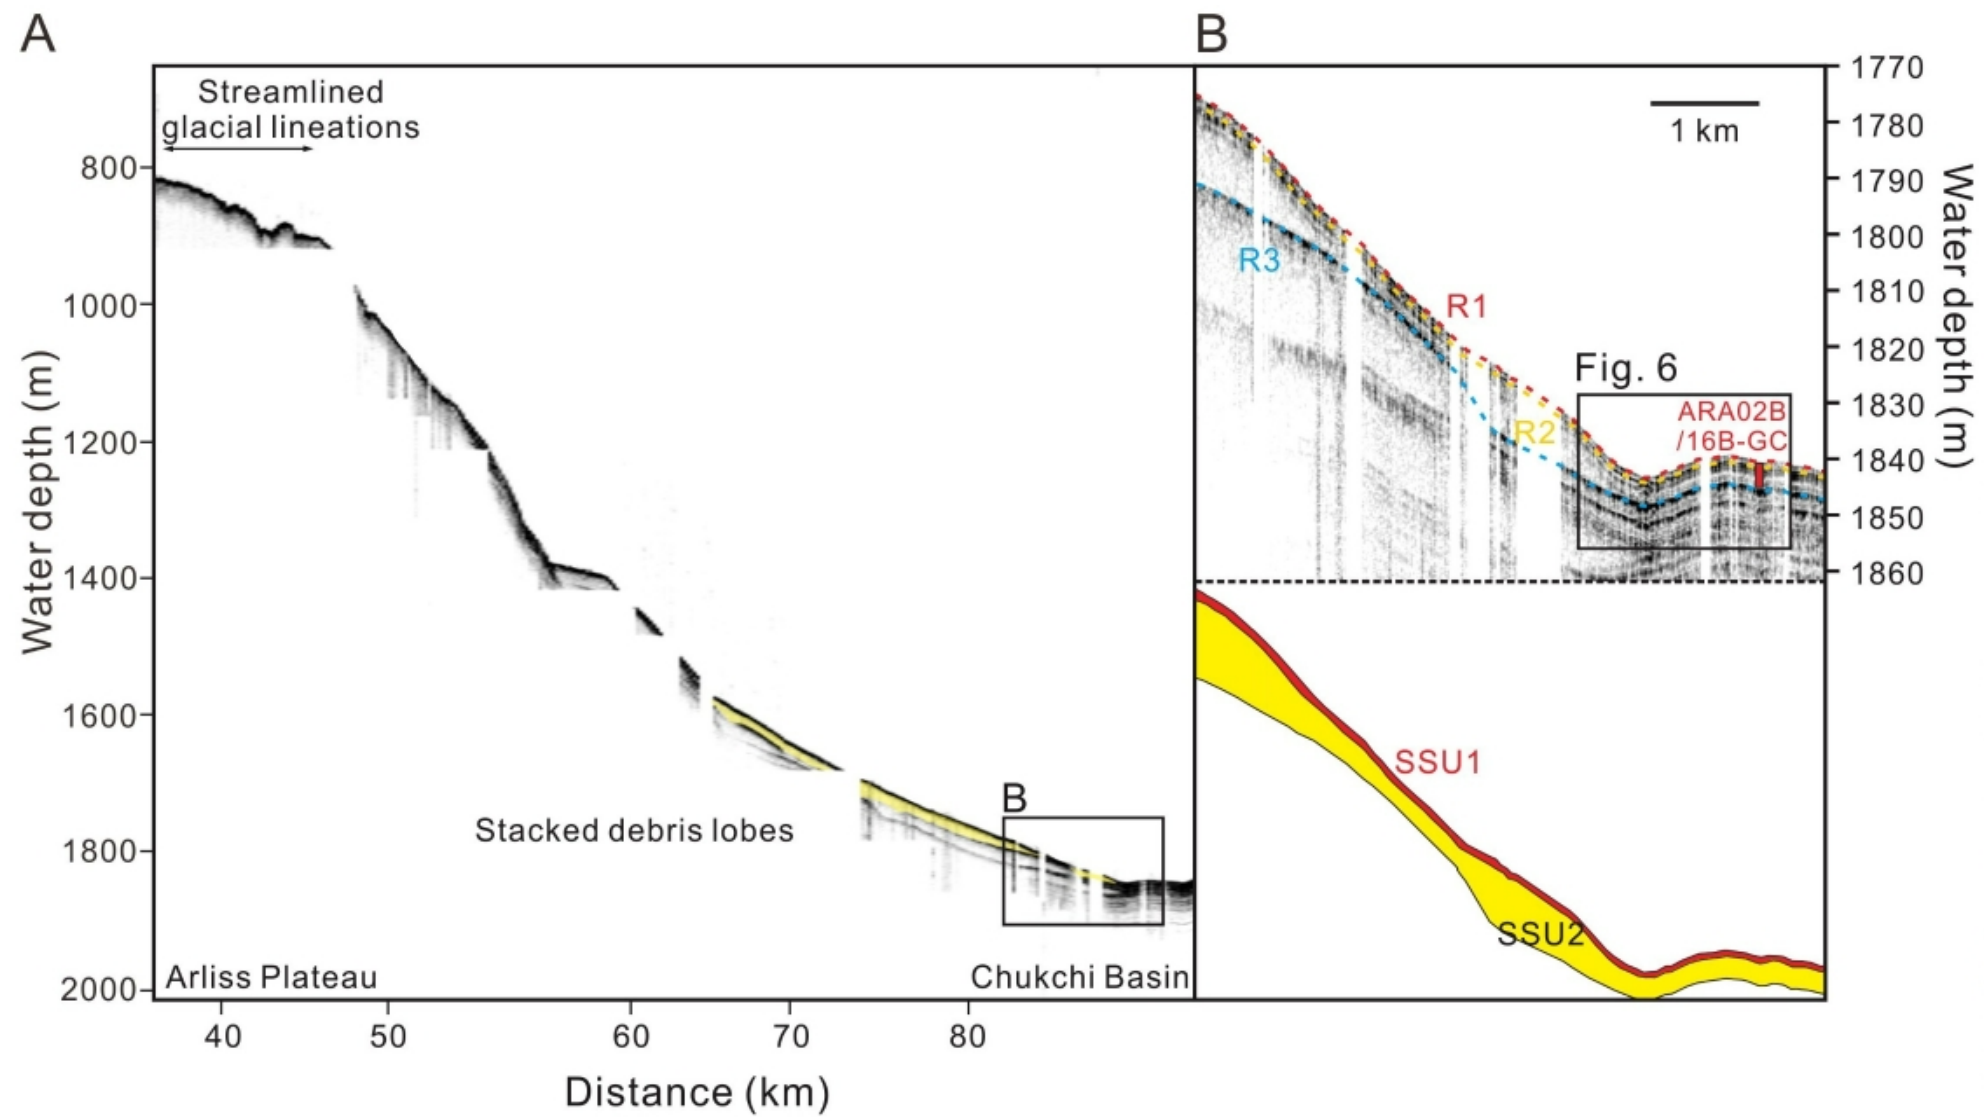 A
Streamlined
glacial lineations
800
1000
1200
1400
1600
1800
2000
Water depth (m)
Stacked debris lobes
B
Arliss Plateau
Chukchi Basin
40
50
60
70
80
Distance (km)
B
1 km
R3
R1
R2
Fig. 6
ARA02B
/16B-GC
1770
1780
1790
1800
1810
1820
1830
1840
1850
1860
Water depth (m)
SSU1
SSU2